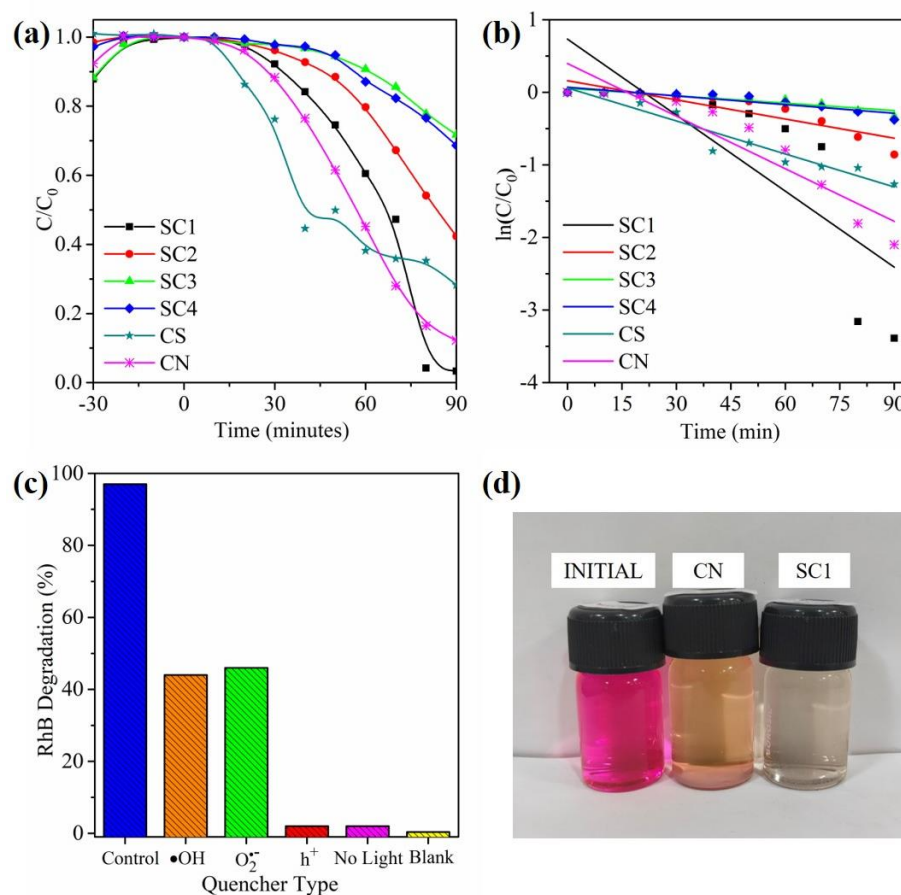 (a)
1.0
0.8
0.6
0.4
0.2
0.0
C/C₀
SC1
SC2
SC3
SC4
CS
CN
-30
0
30
60
90
Time (minutes)
(b)
1
0
-1
-2
-3
-4
ln(C/C₀)
SC1
SC2
SC3
SC4
CS
CN
0
15
30
45
60
75
90
Time (min)
(c)
100
80
60
40
20
0
RhB Degradation (%)
Control ●OH O₂•⁻ h⁺ No Light Blank
Quencher Type
(d)
INITIAL CN SC1